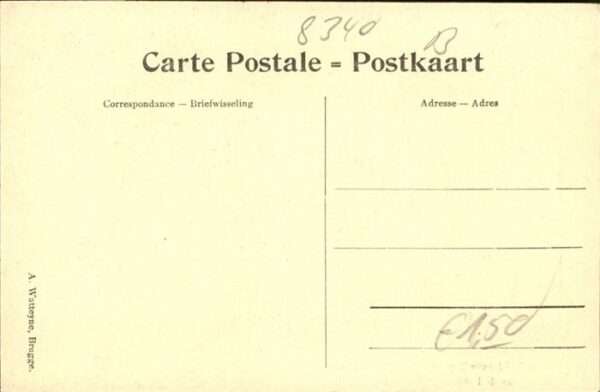 8340 B
Carte Postale = Postkaart
Correspondance — Briefwisseling
Adresse — Adres
A. Watteyne, Brugge.
€1,50